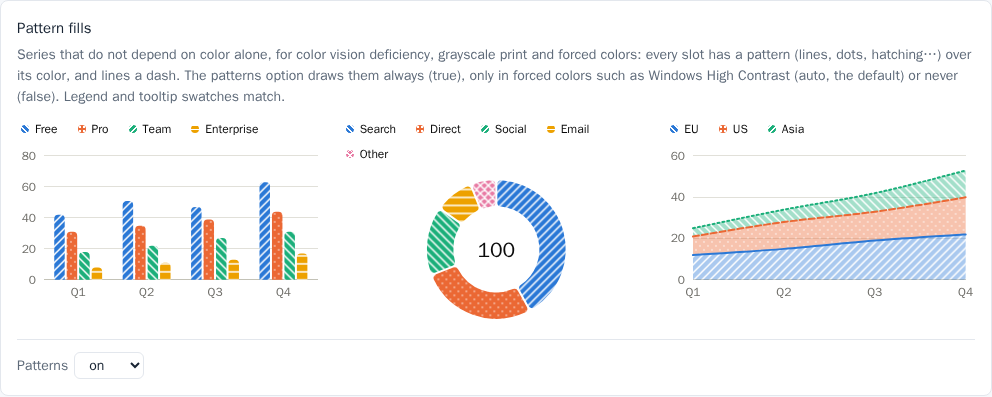 Pattern fills
Series that do not depend on color alone, for color vision deficiency, grayscale print and forced colors: every slot has a pattern (lines, dots, hatching…) over
its color, and lines a dash. The patterns option draws them always (true), only in forced colors such as Windows High Contrast (auto, the default) or never
(false). Legend and tooltip swatches match.
Free Pro Team Enterprise
80
60
40
20
0
Q1 Q2 Q3 Q4
Search Direct Social Email
Other
100
EU US Asia
60
40
20
0
Q1 Q2 Q3 Q4
Patterns on